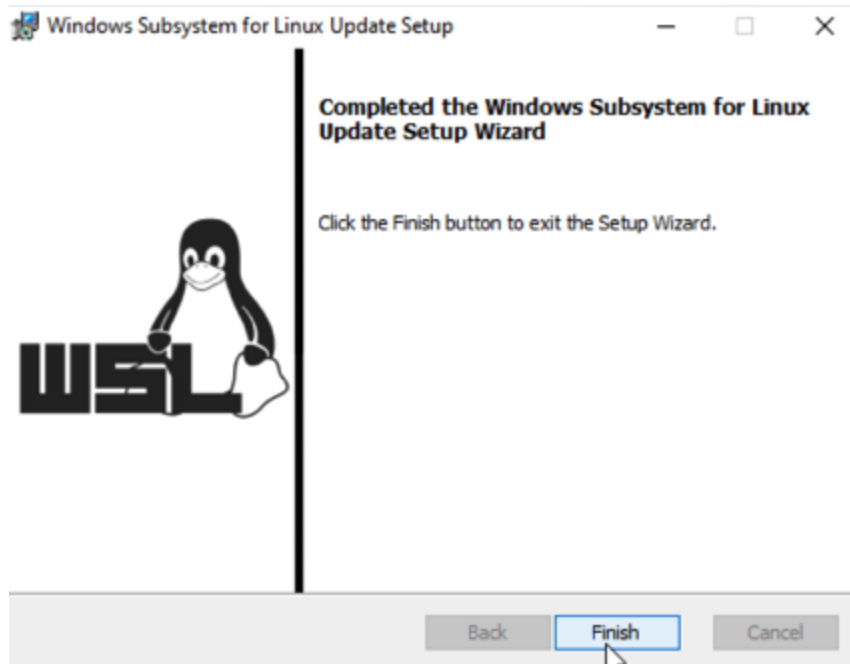 Windows Subsystem for Linux Update Setup
Completed the Windows Subsystem for Linux
Update Setup Wizard
Click the Finish button to exit the Setup Wizard.
WSL
Back Finish Cancel